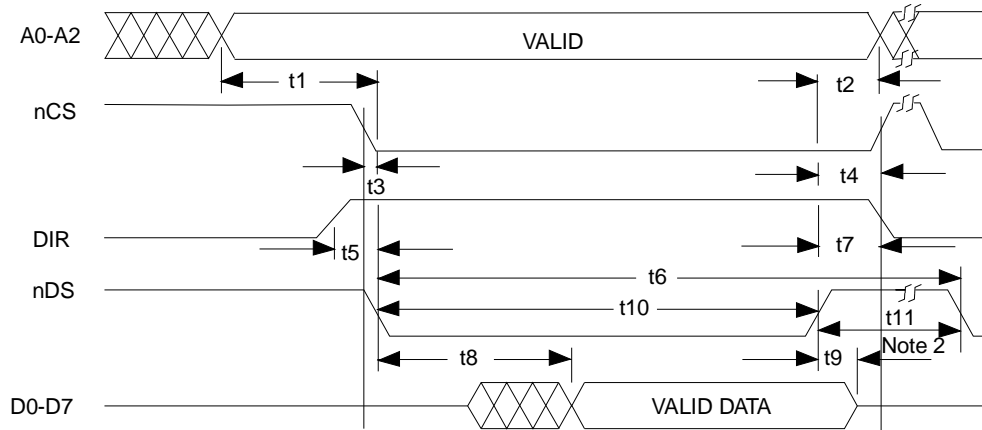 A0-A2
VALID
t1
t2
nCS
t3
t4
DIR
t5
t7
t6
nDS
t10
t11
Note 2
t8
t9
D0-D7
VALID DATA